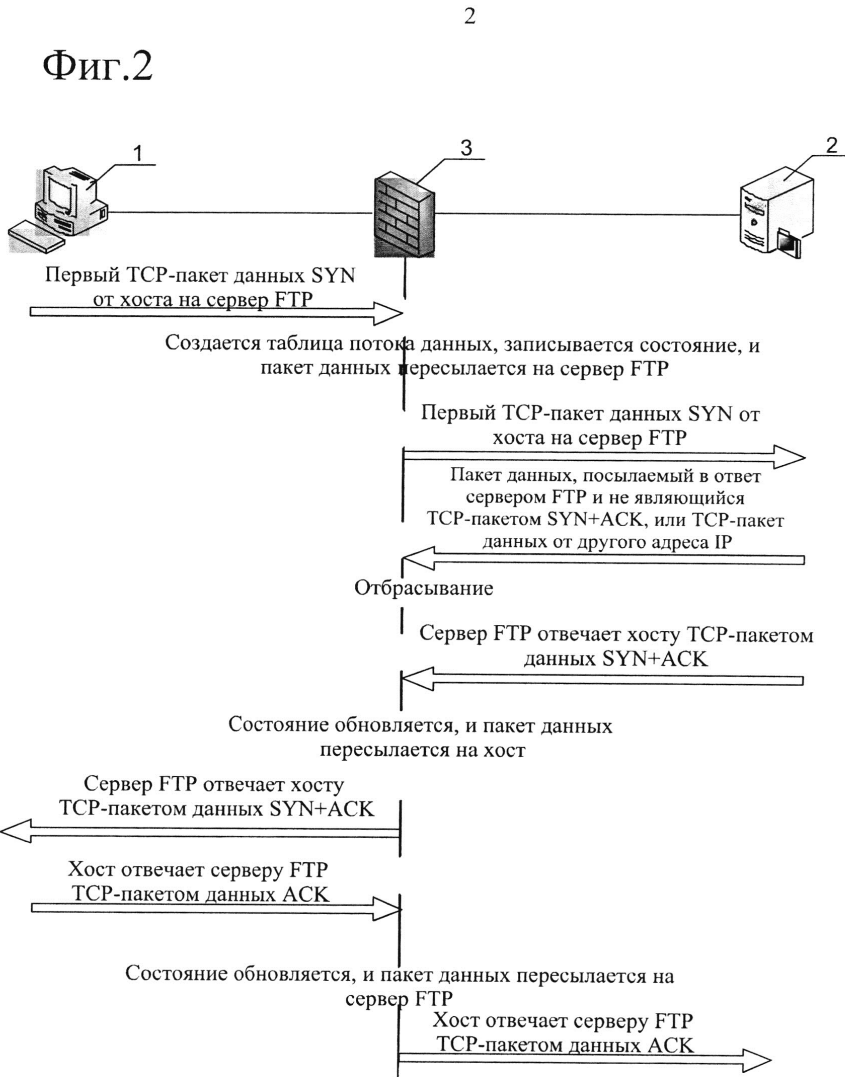 2
Фиг.2
1
3
2
Первый TCP-пакет данных SYN
от хоста на сервер FTP
Создается таблица потока данных, записывается состояние, и
пакет данных пересылается на сервер FTP
Первый TCP-пакет данных SYN от
хоста на сервер FTP
Пакет данных, посылаемый в ответ
сервером FTP и не являющийся
TCP-пакетом SYN+ACK, или TCP-пакет
данных от другого адреса IP
Отбрасывание
Сервер FTP отвечает хосту TCP-пакетом
данных SYN+ACK
Состояние обновляется, и пакет данных
пересылается на хост
Сервер FTP отвечает хосту
TCP-пакетом данных SYN+ACK
Хост отвечает серверу FTP
TCP-пакетом данных ACK
Состояние обновляется, и пакет данных пересылается на
сервер FTP
Хост отвечает серверу FTP
TCP-пакетом данных ACK